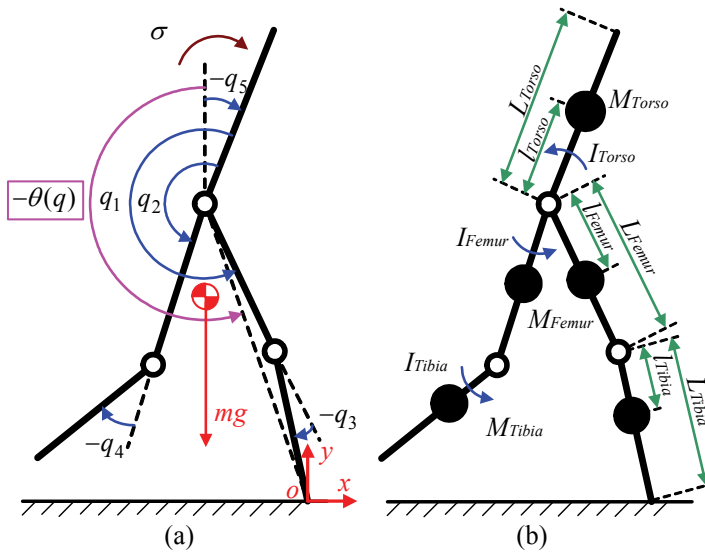 σ
−q5
−θ(q)
q1
q2
−q4
mg
−q3
y
o
x
(a)
LTorso
lTorso
MTorso
ITorso
IFemur
lFemur
LFemur
MFemur
ITibia
MTibia
lTibia
LTibia
(b)